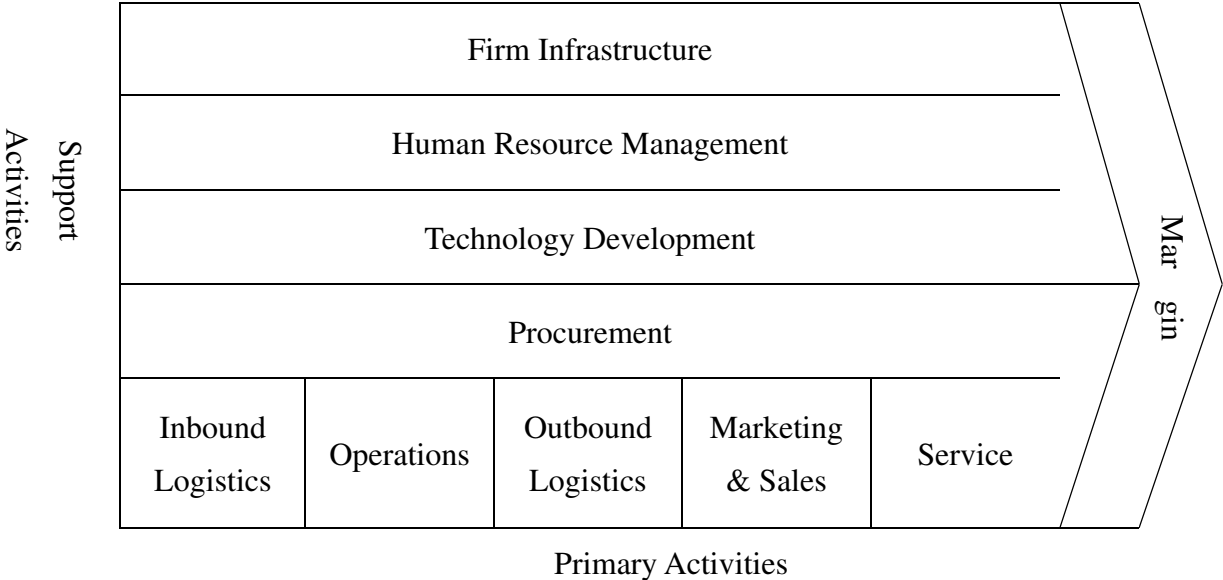 Firm Infrastructure
Human Resource Management
Support
Activities
Technology Development
Mar gin
Procurement
Inbound
Logistics
Operations
Outbound
Logistics
Marketing
& Sales
Service
Primary Activities